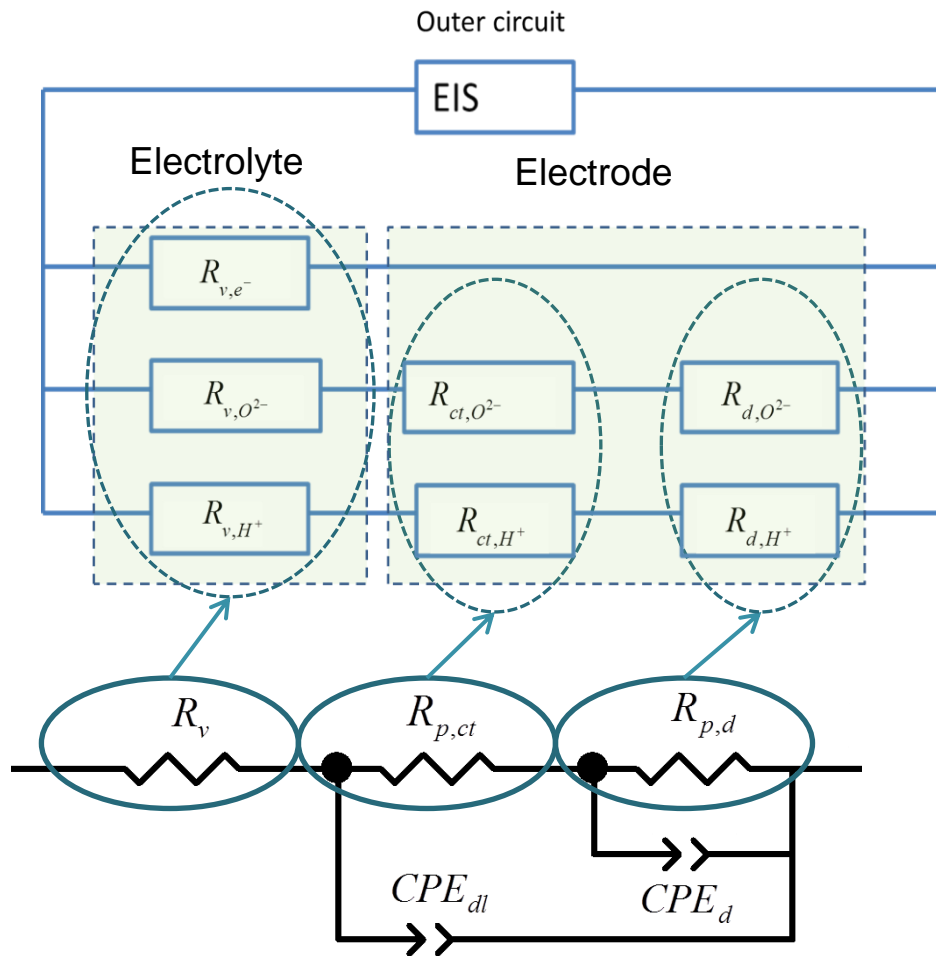 Outer circuit
EIS
Electrolyte
Electrode
R_{v,e^-}
R_{v,O^{2-}} R_{ct,O^{2-}} R_{d,O^{2-}}
R_{v,H^+} R_{ct,H^+} R_{d,H^+}
R_v R_{p,ct} R_{p,d}
CPE_{dl} CPE_d